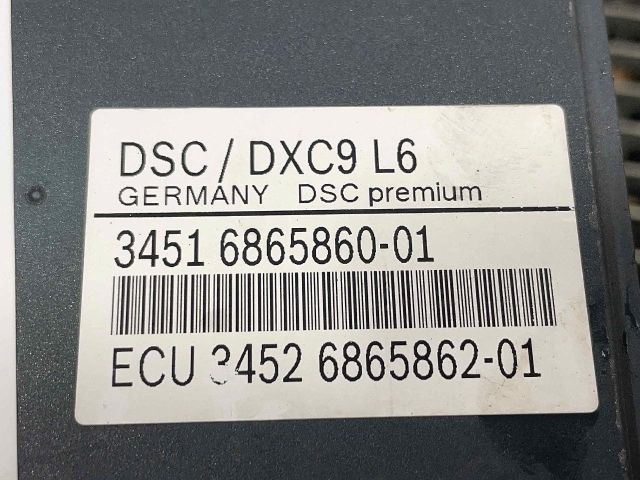 DSC / DXC9 L6
GERMANY DSC premium
3451 6865860-01
ECU 3452 6865862-01